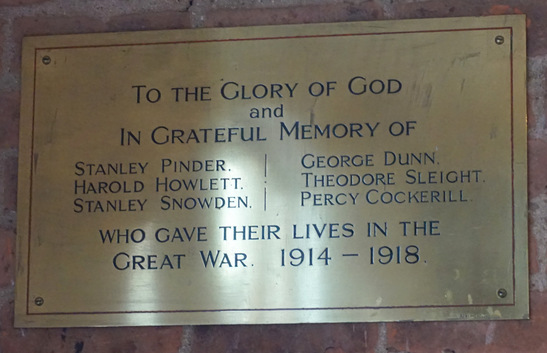 TO THE GLORY OF GOD
and
IN GRATEFUL MEMORY OF
STANLEY PINDER. | GEORGE DUNN.
HAROLD HOWLETT. | THEODORE SLEIGHT.
STANLEY SNOWDEN. | PERCY COCKERILL.
WHO GAVE THEIR LIVES IN THE
GREAT WAR. 1914 – 1918.